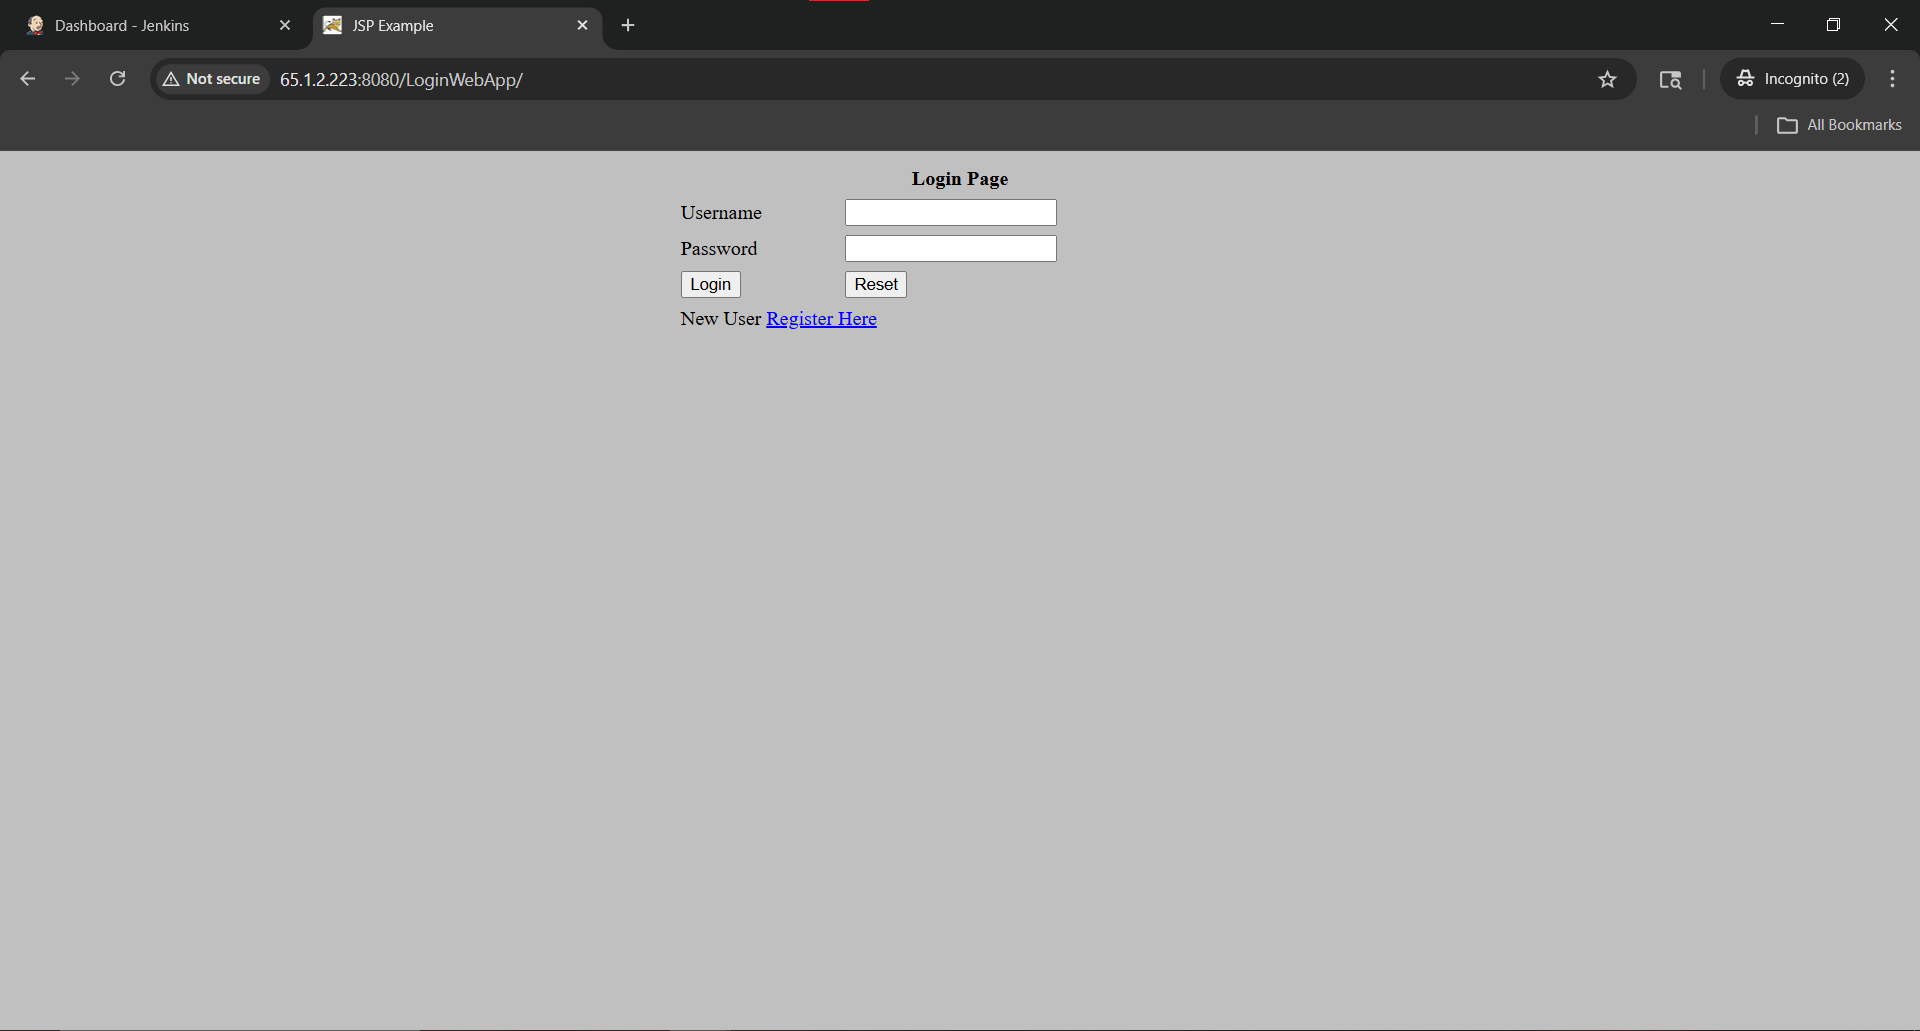 Dashboard - Jenkins
JSP Example
Not secure
65.1.2.223:8080/LoginWebApp/
Incognito (2)
All Bookmarks
Login Page
Username
Password
Login Reset
New User Register Here